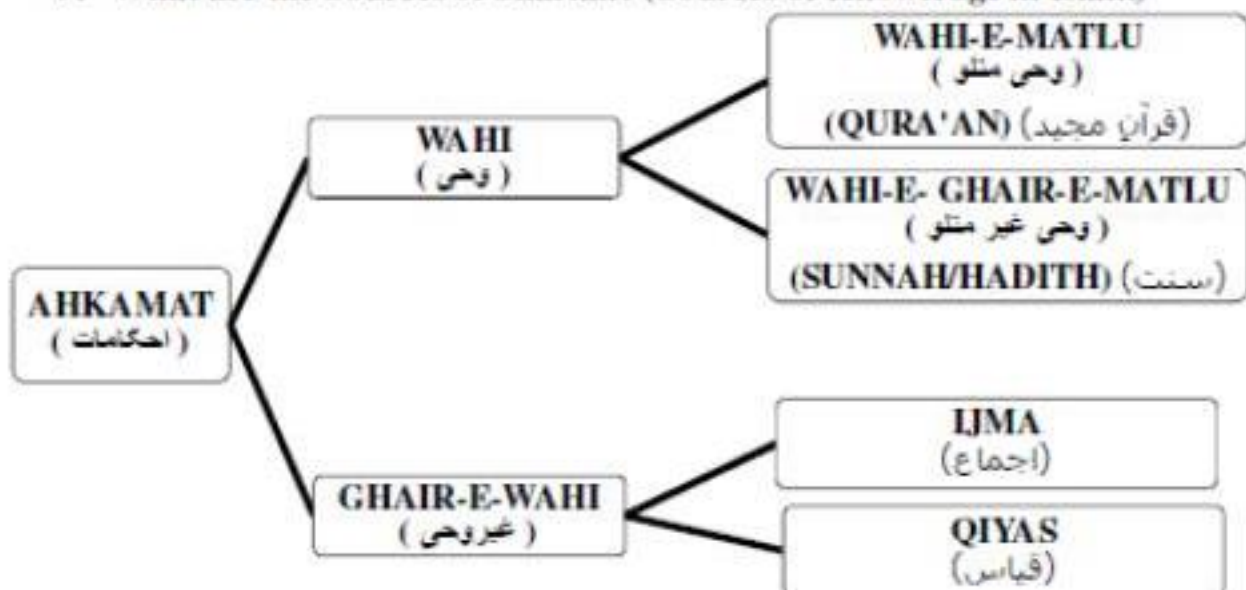 WAHI-E-MATLU
( وحی متلو )
(QURA'AN) (قرآنِ مجید)
WAHI
( وحی )
WAHI-E- GHAIR-E-MATLU
( وحی غیر متلو )
(SUNNAH/HADITH) (سنت)
AHKAMAT
( احکامات )
IJMA
(اجماع)
GHAIR-E-WAHI
( غیروحی )
QIYAS
(قیاس)